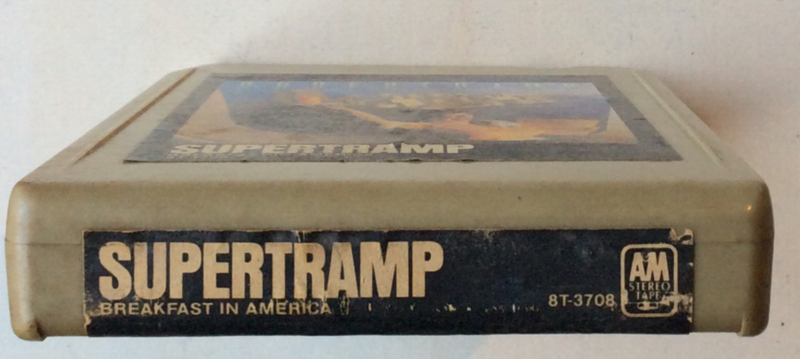 SUPERTRAMP
SUPERTRAMP
BREAKFAST IN AMERICA
8T-3708
A&M
STEREO
TAPE